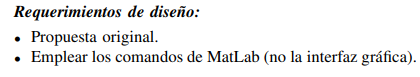 Requerimientos de diseño:
• Propuesta original.
• Emplear los comandos de MatLab (no la interfaz gráfica).